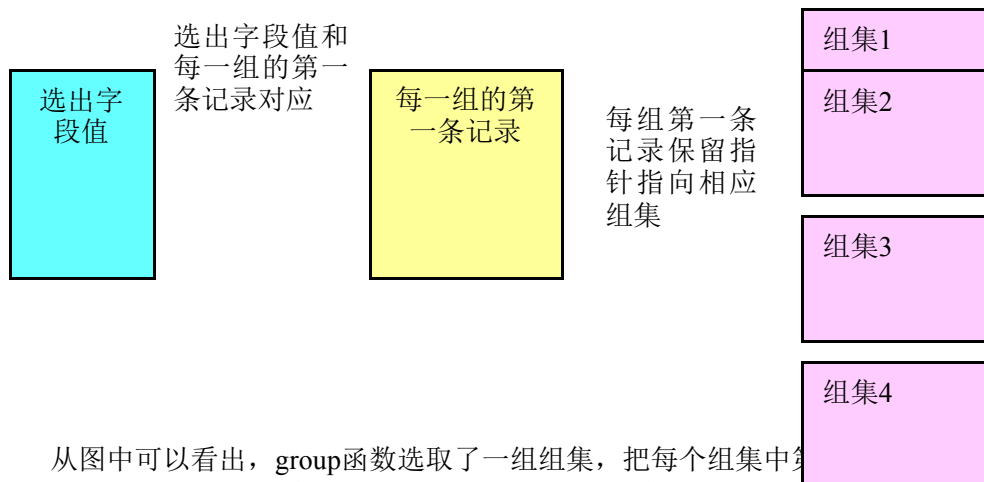 选出字
段值
选出字段值和
每一组的第一
条记录对应
每一组的第
一条记录
每组第一条
记录保留指
针指向相应
组集
组集1
组集2
组集3
组集4
从图中可以看出，group函数选取了一组组集，把每个组集中